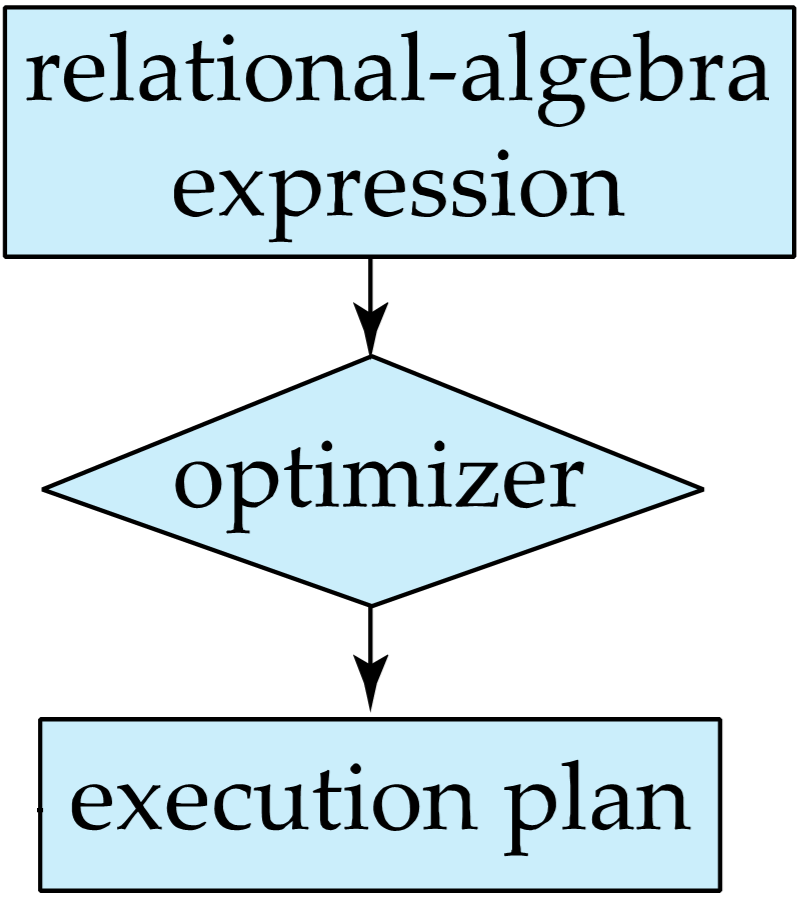 relational-algebra
expression
optimizer
execution plan